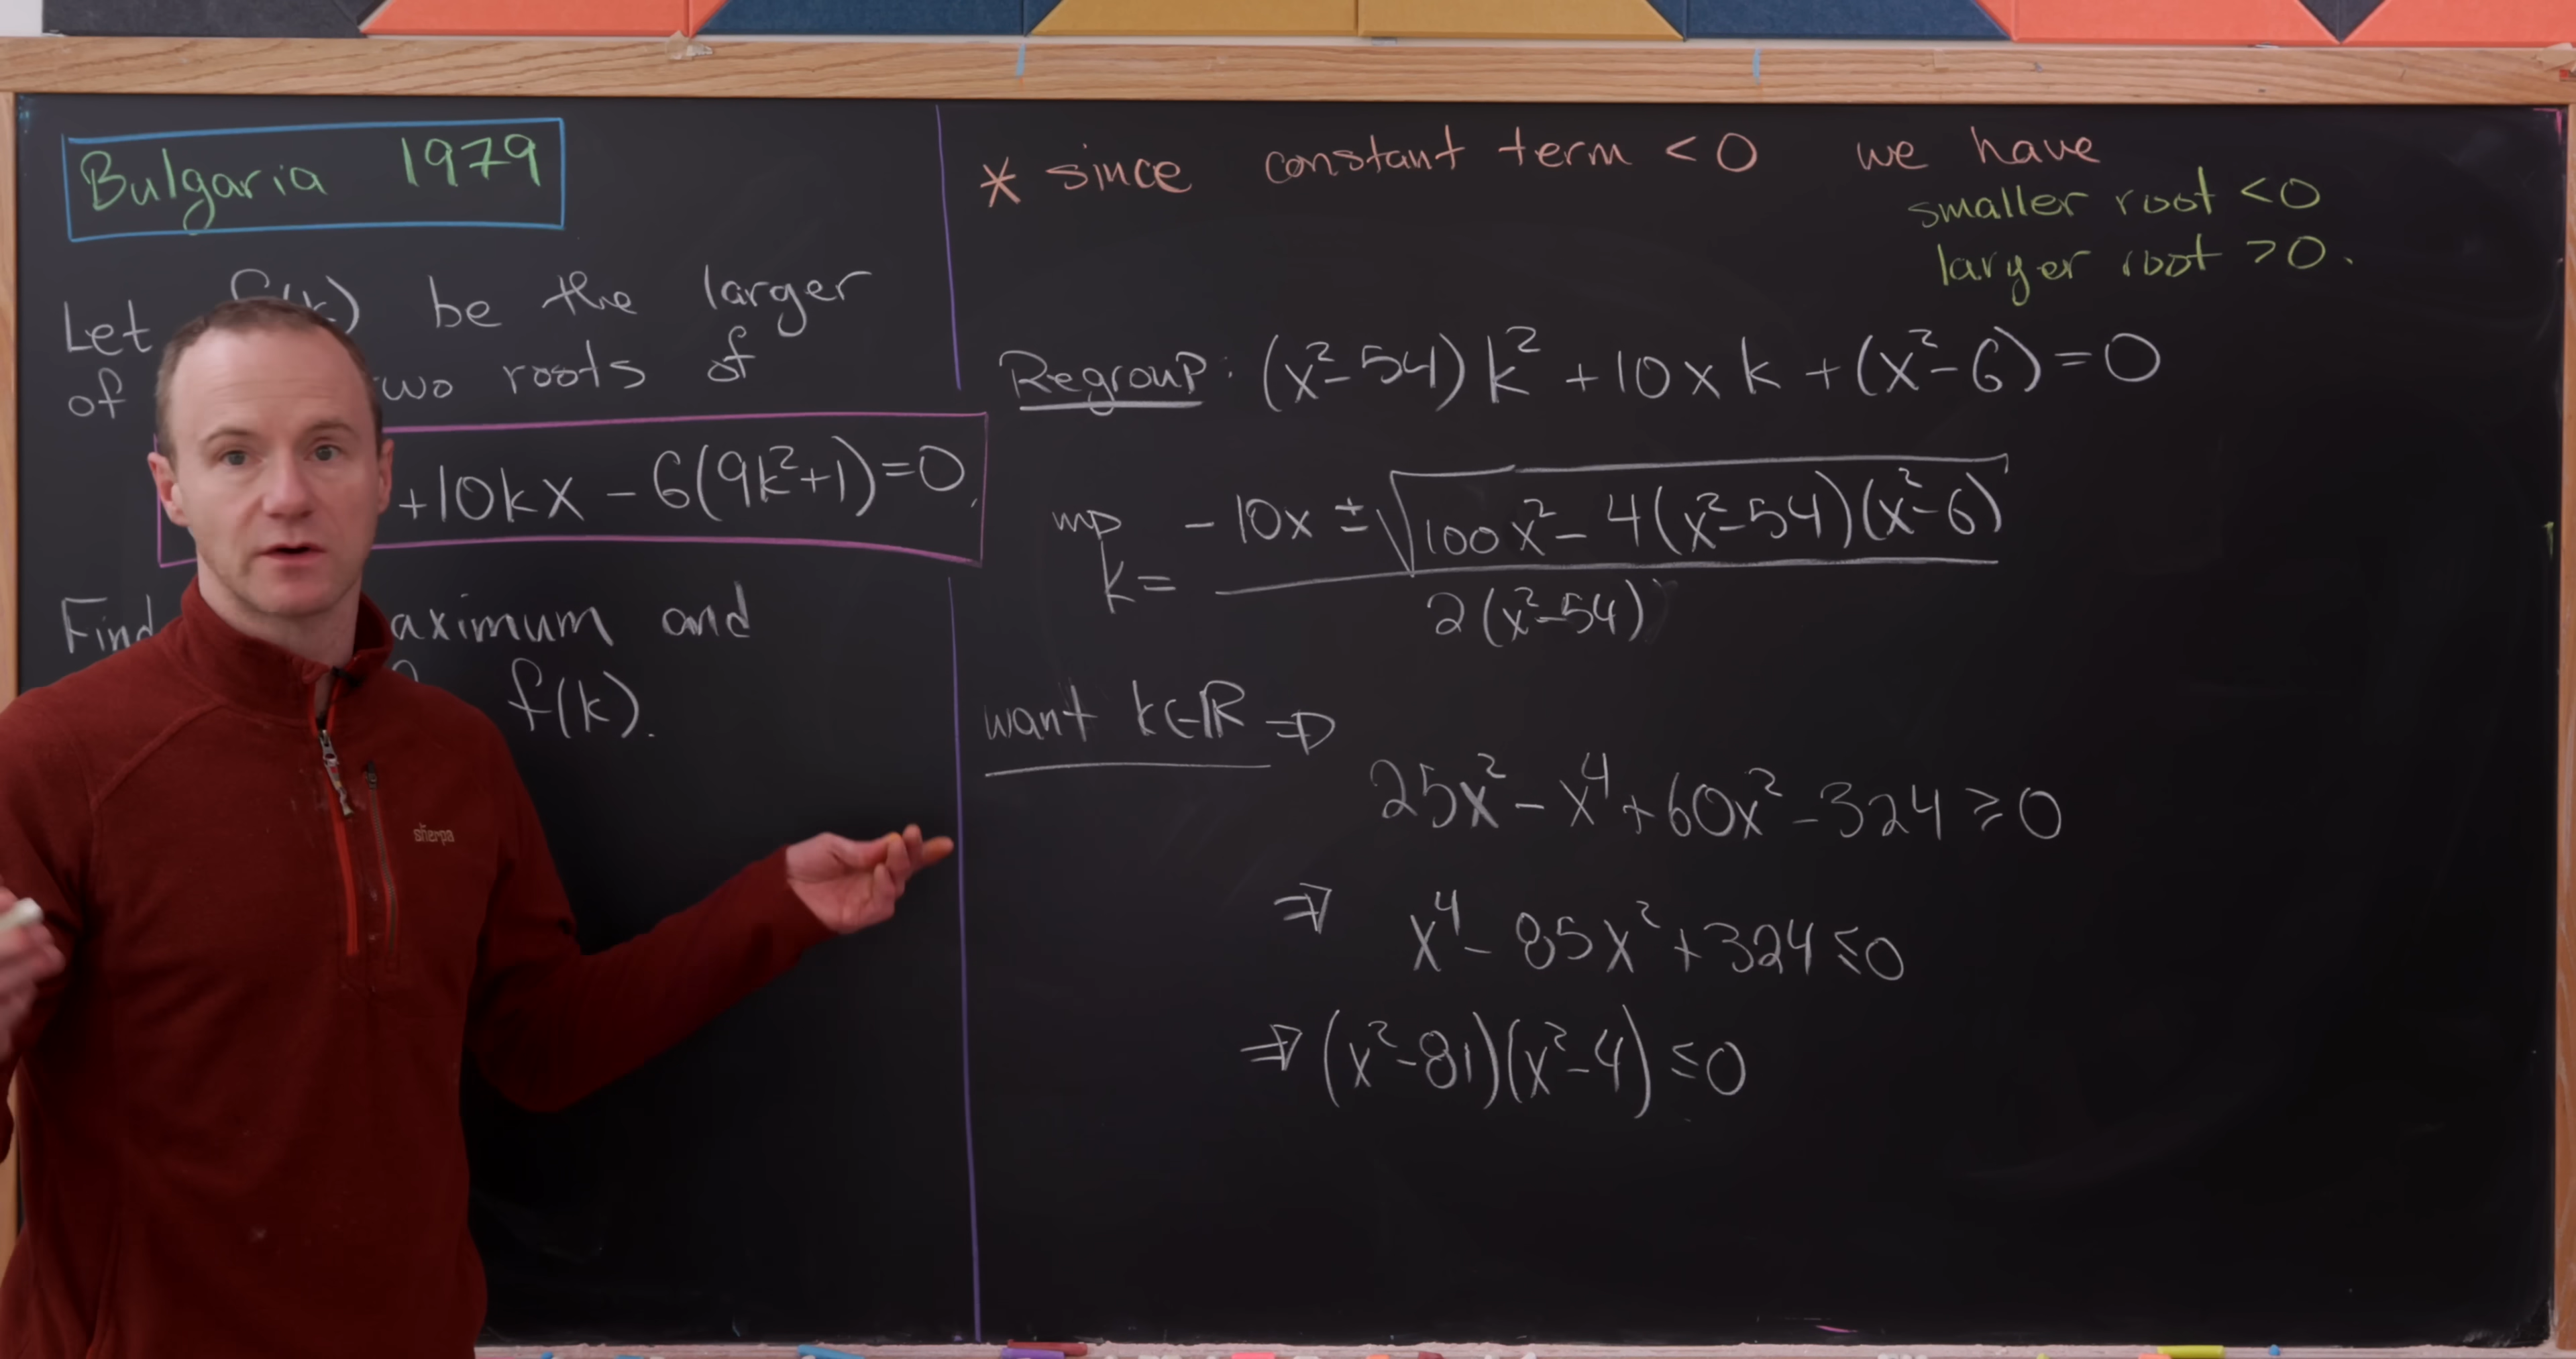 Bulgaria 1979
Let be the larger
of roots of
+10kx - 6(9k²+1)=0,
and
f(k).
* since constant term < 0 we have
smaller root < 0
larger root > 0.
Regroup: (x²-54)k² + 10xk + (x²-6) = 0
k = -10x ± √(100x² - 4(x²-54)(x²-6)) / 2(x²-54)
want k∈ℝ ⇒
25x² - x⁴ + 60x² - 324 ≥ 0
⇒ x⁴ - 85x² + 324 ≤ 0
⇒ (x²-81)(x²-4) ≤ 0
sherpa